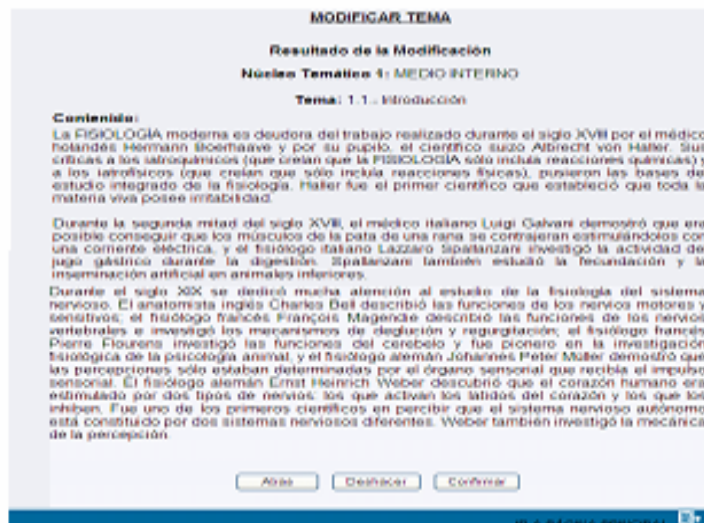 MODIFICAR TEMA
Resultado de la Modificación
Núcleo Temático 1: MEDIO INTERNO
Tema: 1.1.- Introducción
Contenido:
La FISIOLOGÍA moderna es deudora del trabajo realizado durante el siglo XVIII por el médico
holandés Hermann Boerhaave y por su pupilo, el científico suizo Albrecht von Haller. Sus
críticas a los iatroquímicos (que creían que la FISIOLOGÍA sólo incluía reacciones químicas) y
a los iatrofísicos (que creían que sólo incluía reacciones físicas), pusieron las bases de
estudio integrado de la fisiología. Haller fue el primer científico que estableció que toda la
materia viva posee irritabilidad.
Durante la segunda mitad del siglo XVIII, el médico italiano Luigi Galvani demostró que era
posible conseguir que los músculos de la pata de una rana se contrajeran estimulándolos con
una corriente eléctrica, y el fisiólogo italiano Lazzaro Spallanzani investigó la actividad de
jugo gástrico durante la digestión. Spallanzani también estudió la fecundación y la
inseminación artificial en animales inferiores.
Durante el siglo XIX se dedicó mucha atención al estudio de la fisiología del sistema
nervioso. El anatomista inglés Charles Bell describió las funciones de los nervios motores y
sensitivos; el fisiólogo francés François Magendie describió las funciones de los nervios
vertebrales e investigó los mecanismos de deglución y regurgitación; el fisiólogo francés
Pierre Flourens investigó las funciones del cerebelo y fue pionero en la investigación
fisiológica de la psicología animal, y el fisiólogo alemán Johannes Peter Müller demostró que
las percepciones sólo estaban determinadas por el órgano sensorial que recibía el impulso
sensorial. El fisiólogo alemán Ernst Heinrich Weber descubrió que el corazón humano era
estimulado por dos tipos de nervios: los que activan los latidos del corazón y los que los
inhiben. Fue uno de los primeros científicos en percibir que el sistema nervioso autónomo
está constituido por dos sistemas nerviosos diferentes. Weber también investigó la mecánica
de la percepción.
Atrás Deshacer Confirmar